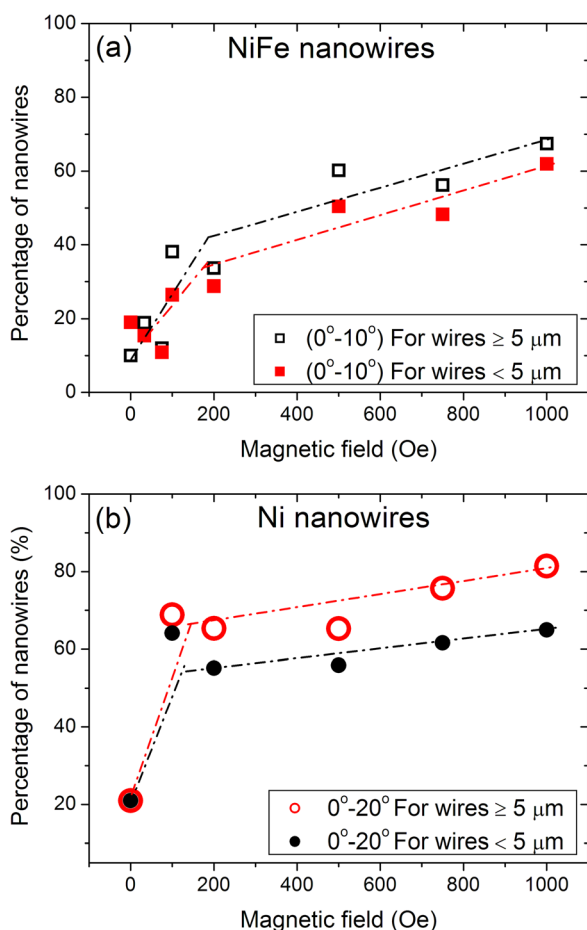 (a) NiFe nanowires
100
80
60
40
20
0
Percentage of nanowires
(0°-10°) For wires ≥ 5 μm
(0°-10°) For wires < 5 μm
0 200 400 600 800 1000
Magnetic field (Oe)
(b) Ni nanowires
100
80
60
40
20
Percentage of nanowires (%)
0°-20° For wires ≥ 5 μm
0°-20° For wires < 5 μm
0 200 400 600 800 1000
Magnetic field (Oe)